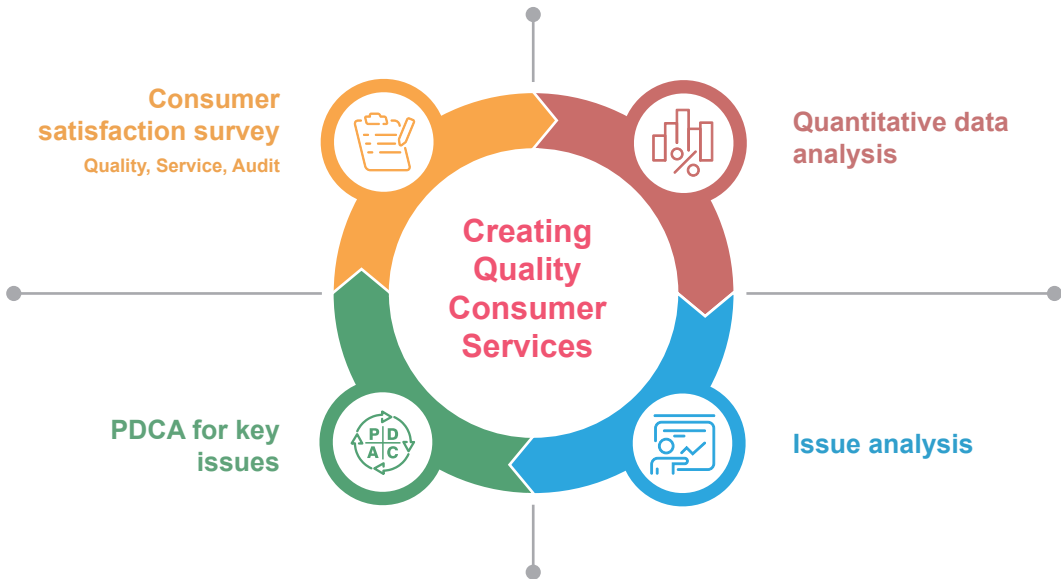 Consumer
satisfaction survey
Quality, Service, Audit
Quantitative data
analysis
Creating
Quality
Consumer
Services
PDCA for key
issues
P D
A C
Issue analysis